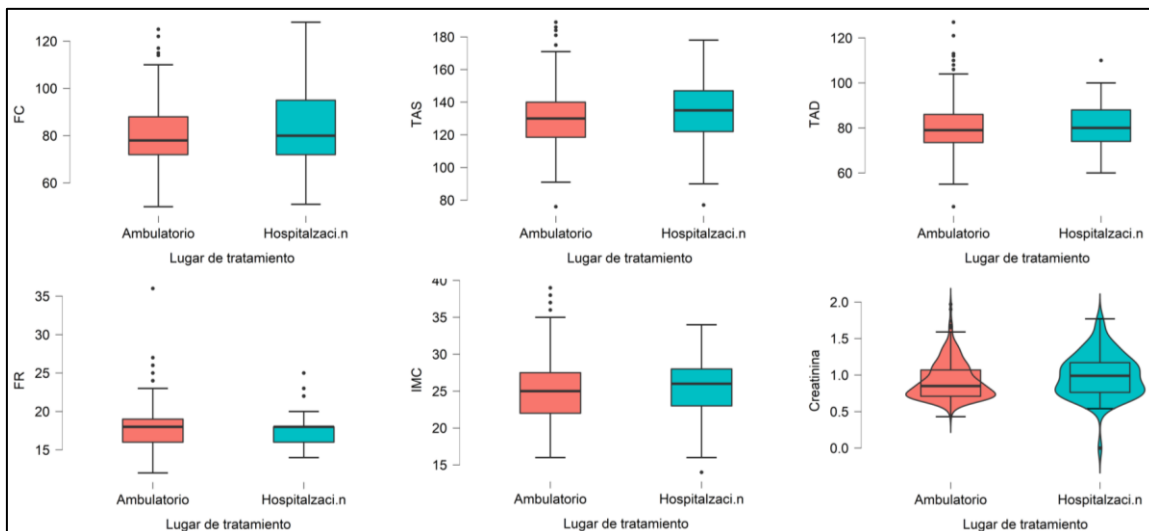 FC
120
100
80
60
Ambulatorio
Hospitalzaci.n
Lugar de tratamiento
TAS
180
160
140
120
100
80
Ambulatorio
Hospitalzaci.n
Lugar de tratamiento
TAD
120
100
80
60
Ambulatorio
Hospitalzaci.n
Lugar de tratamiento
FR
35
30
25
20
15
Ambulatorio
Hospitalzaci.n
Lugar de tratamiento
IMC
40
35
30
25
20
15
Ambulatorio
Hospitalzaci.n
Lugar de tratamiento
Creatinina
2.0
1.5
1.0
0.5
0.0
Ambulatorio
Hospitalzaci.n
Lugar de tratamiento